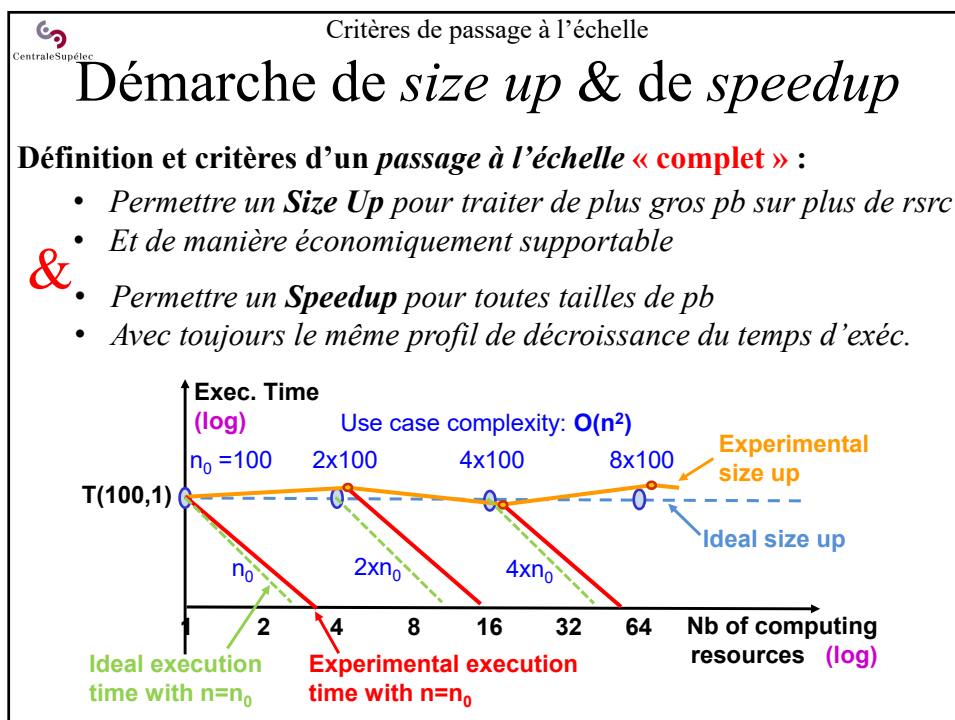 Critères de passage à l'échelle
CentraleSupélec
Démarche de size up & de speedup
Définition et critères d'un passage à l'échelle « complet » :
• Permettre un Size Up pour traiter de plus gros pb sur plus de rsrc
• Et de manière économiquement supportable
&
• Permettre un Speedup pour toutes tailles de pb
• Avec toujours le même profil de décroissance du temps d'exéc.
Exec. Time
(log)
Use case complexity: O(n²)
n₀ =100 2x100 4x100 8x100
Experimental
size up
T(100,1)
Ideal size up
n₀ 2xn₀ 4xn₀
1 2 4 8 16 32 64
Nb of computing
resources (log)
Ideal execution
time with n=n₀
Experimental execution
time with n=n₀